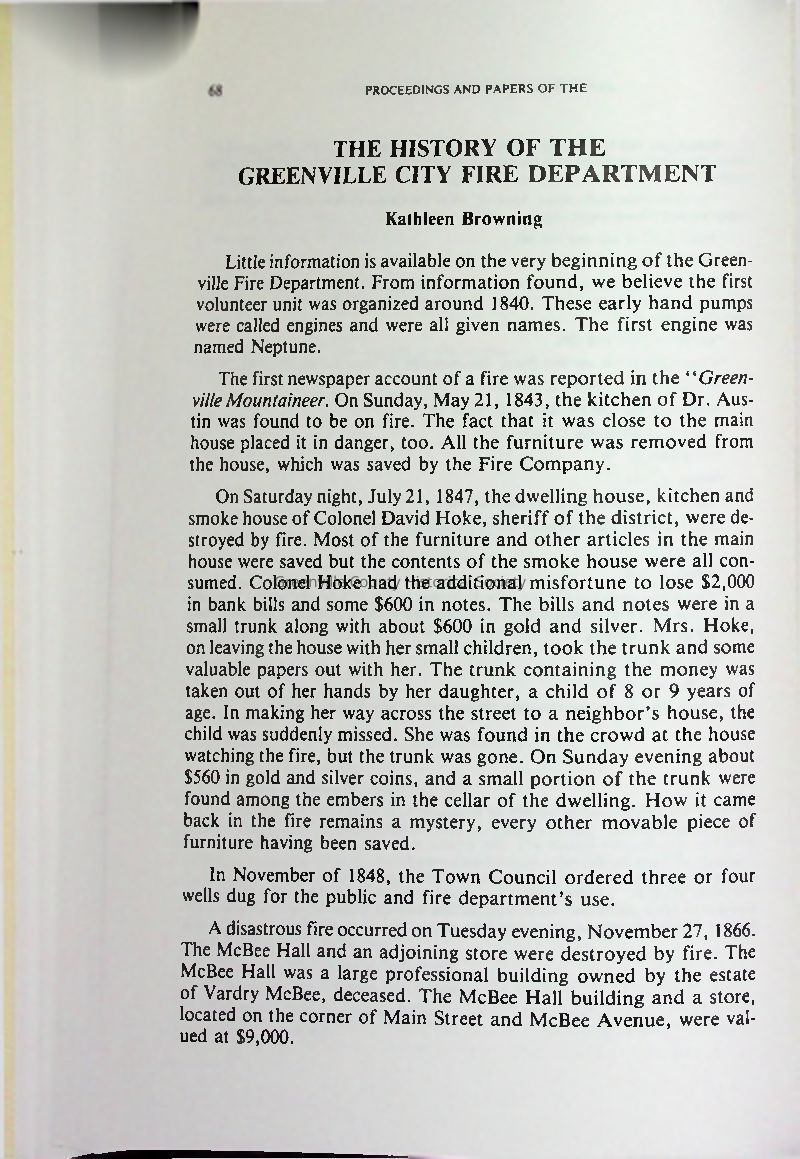 68
PROCEEDINGS AND PAPERS OF THE
THE HISTORY OF THE
GREENVILLE CITY FIRE DEPARTMENT
Kathleen Browning
Little information is available on the very beginning of the Green-
ville Fire Department. From information found, we believe the first
volunteer unit was organized around 1840. These early hand pumps
were called engines and were all given names. The first engine was
named Neptune.
The first newspaper account of a fire was reported in the "Green-
ville Mountaineer. On Sunday, May 21, 1843, the kitchen of Dr. Aus-
tin was found to be on fire. The fact that it was close to the main
house placed it in danger, too. All the furniture was removed from
the house, which was saved by the Fire Company.
On Saturday night, July 21, 1847, the dwelling house, kitchen and
smoke house of Colonel David Hoke, sheriff of the district, were de-
stroyed by fire. Most of the furniture and other articles in the main
house were saved but the contents of the smoke house were all con-
sumed. Colonel Hoke had the additional misfortune to lose $2,000
in bank bills and some $600 in notes. The bills and notes were in a
small trunk along with about $600 in gold and silver. Mrs. Hoke,
on leaving the house with her small children, took the trunk and some
valuable papers out with her. The trunk containing the money was
taken out of her hands by her daughter, a child of 8 or 9 years of
age. In making her way across the street to a neighbor's house, the
child was suddenly missed. She was found in the crowd at the house
watching the fire, but the trunk was gone. On Sunday evening about
$560 in gold and silver coins, and a small portion of the trunk were
found among the embers in the cellar of the dwelling. How it came
back in the fire remains a mystery, every other movable piece of
furniture having been saved.
In November of 1848, the Town Council ordered three or four
wells dug for the public and fire department's use.
A disastrous fire occurred on Tuesday evening, November 27, 1866.
The McBee Hall and an adjoining store were destroyed by fire. The
McBee Hall was a large professional building owned by the estate
of Vardry McBee, deceased. The McBee Hall building and a store,
located on the corner of Main Street and McBee Avenue, were val-
ued at $9,000.
Greenville County Historical Society